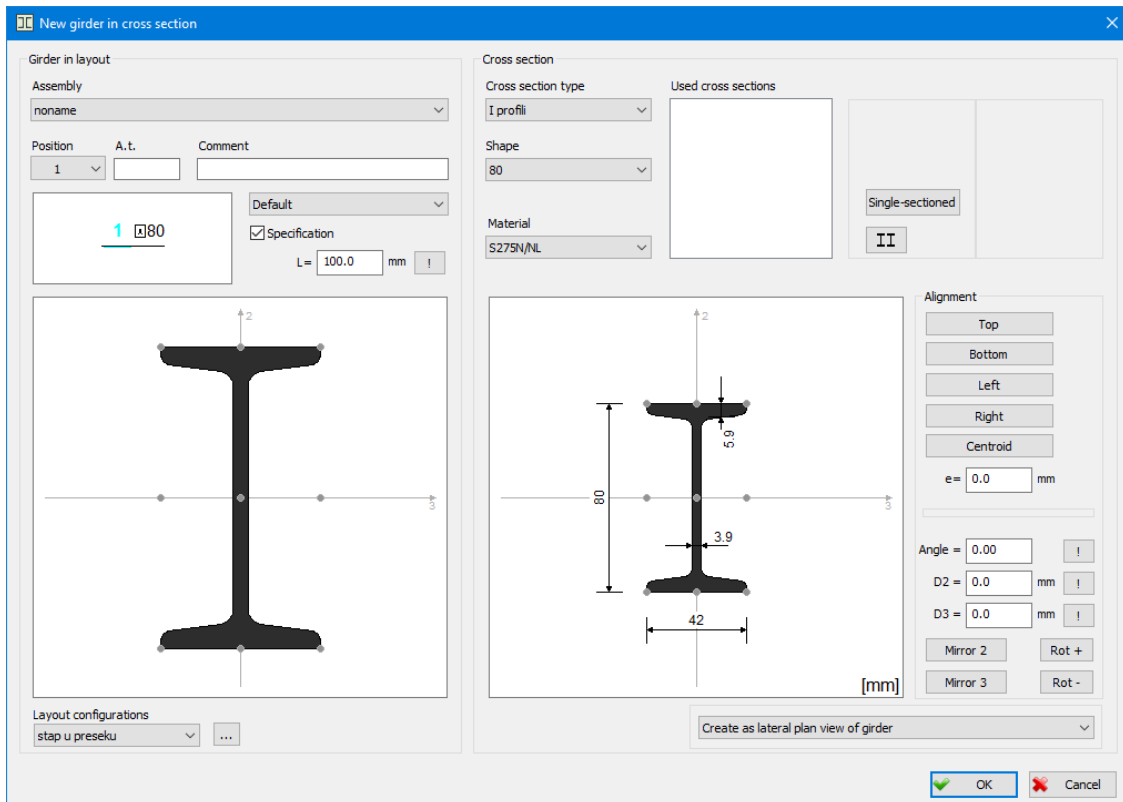 New girder in cross section
Girder in layout
Assembly
noname
Position A.t. Comment
1
1 I80
Default
Specification
L= 100.0 mm !
2
3
Layout configurations
stap u preseku ...
Cross section
Cross section type Used cross sections
I profili
Shape
80
Material
S275N/NL
Single-sectioned
2
3
80
5.9
3.9
42
[mm]
Alignment
Top
Bottom
Left
Right
Centroid
e= 0.0 mm
Angle = 0.00 !
D2 = 0.0 mm !
D3 = 0.0 mm !
Mirror 2 Rot +
Mirror 3 Rot -
Create as lateral plan view of girder
OK Cancel